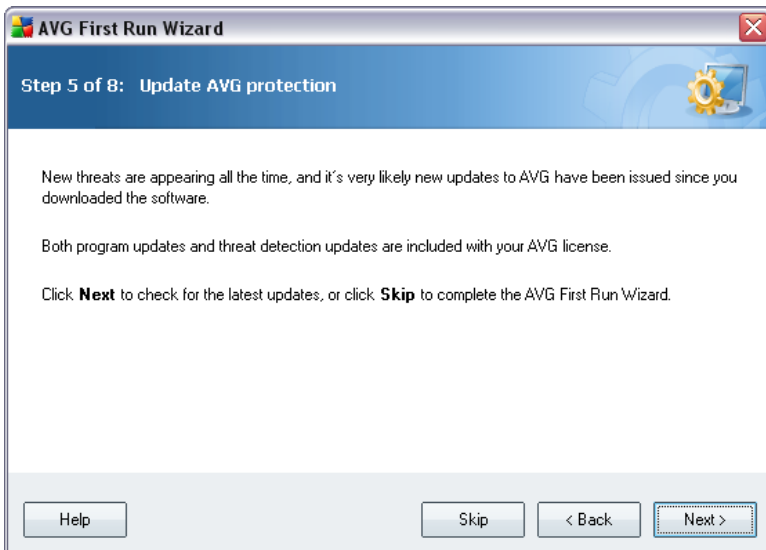 AVG First Run Wizard
Step 5 of 8: Update AVG protection
New threats are appearing all the time, and it´s very likely new updates to AVG have been issued since you
downloaded the software.
Both program updates and threat detection updates are included with your AVG license.
Click Next to check for the latest updates, or click Skip to complete the AVG First Run Wizard.
Help Skip < Back Next >